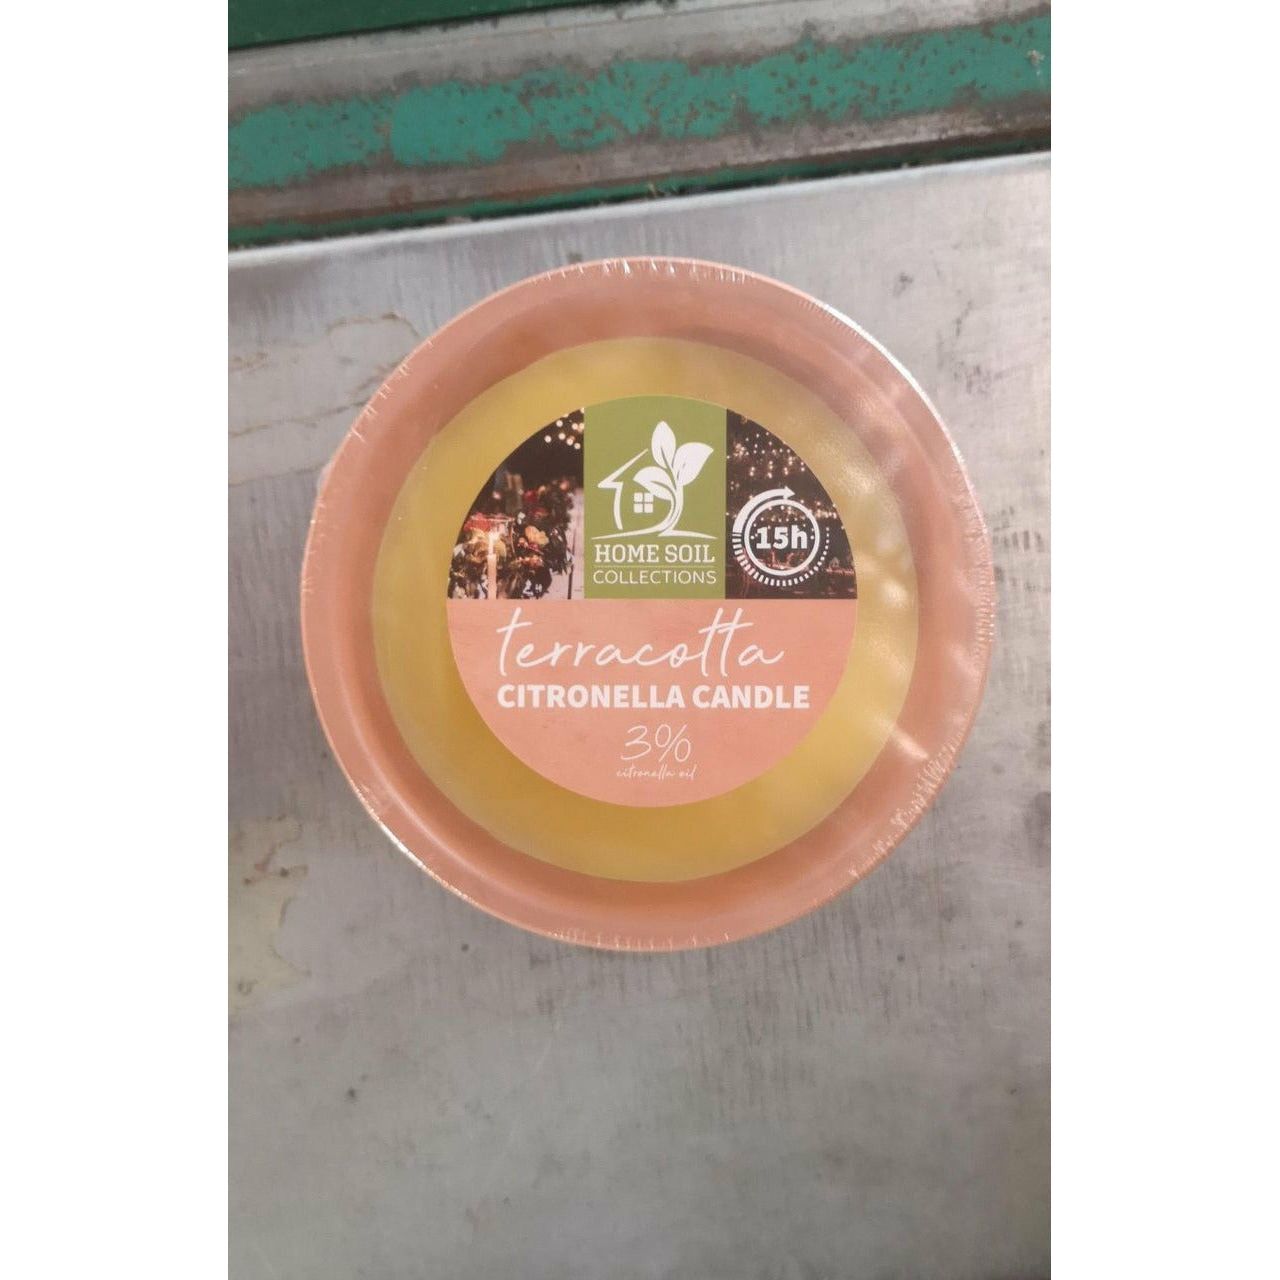 HOME SOIL
COLLECTIONS
15h
terracotta
CITRONELLA CANDLE
3%
citronella oil